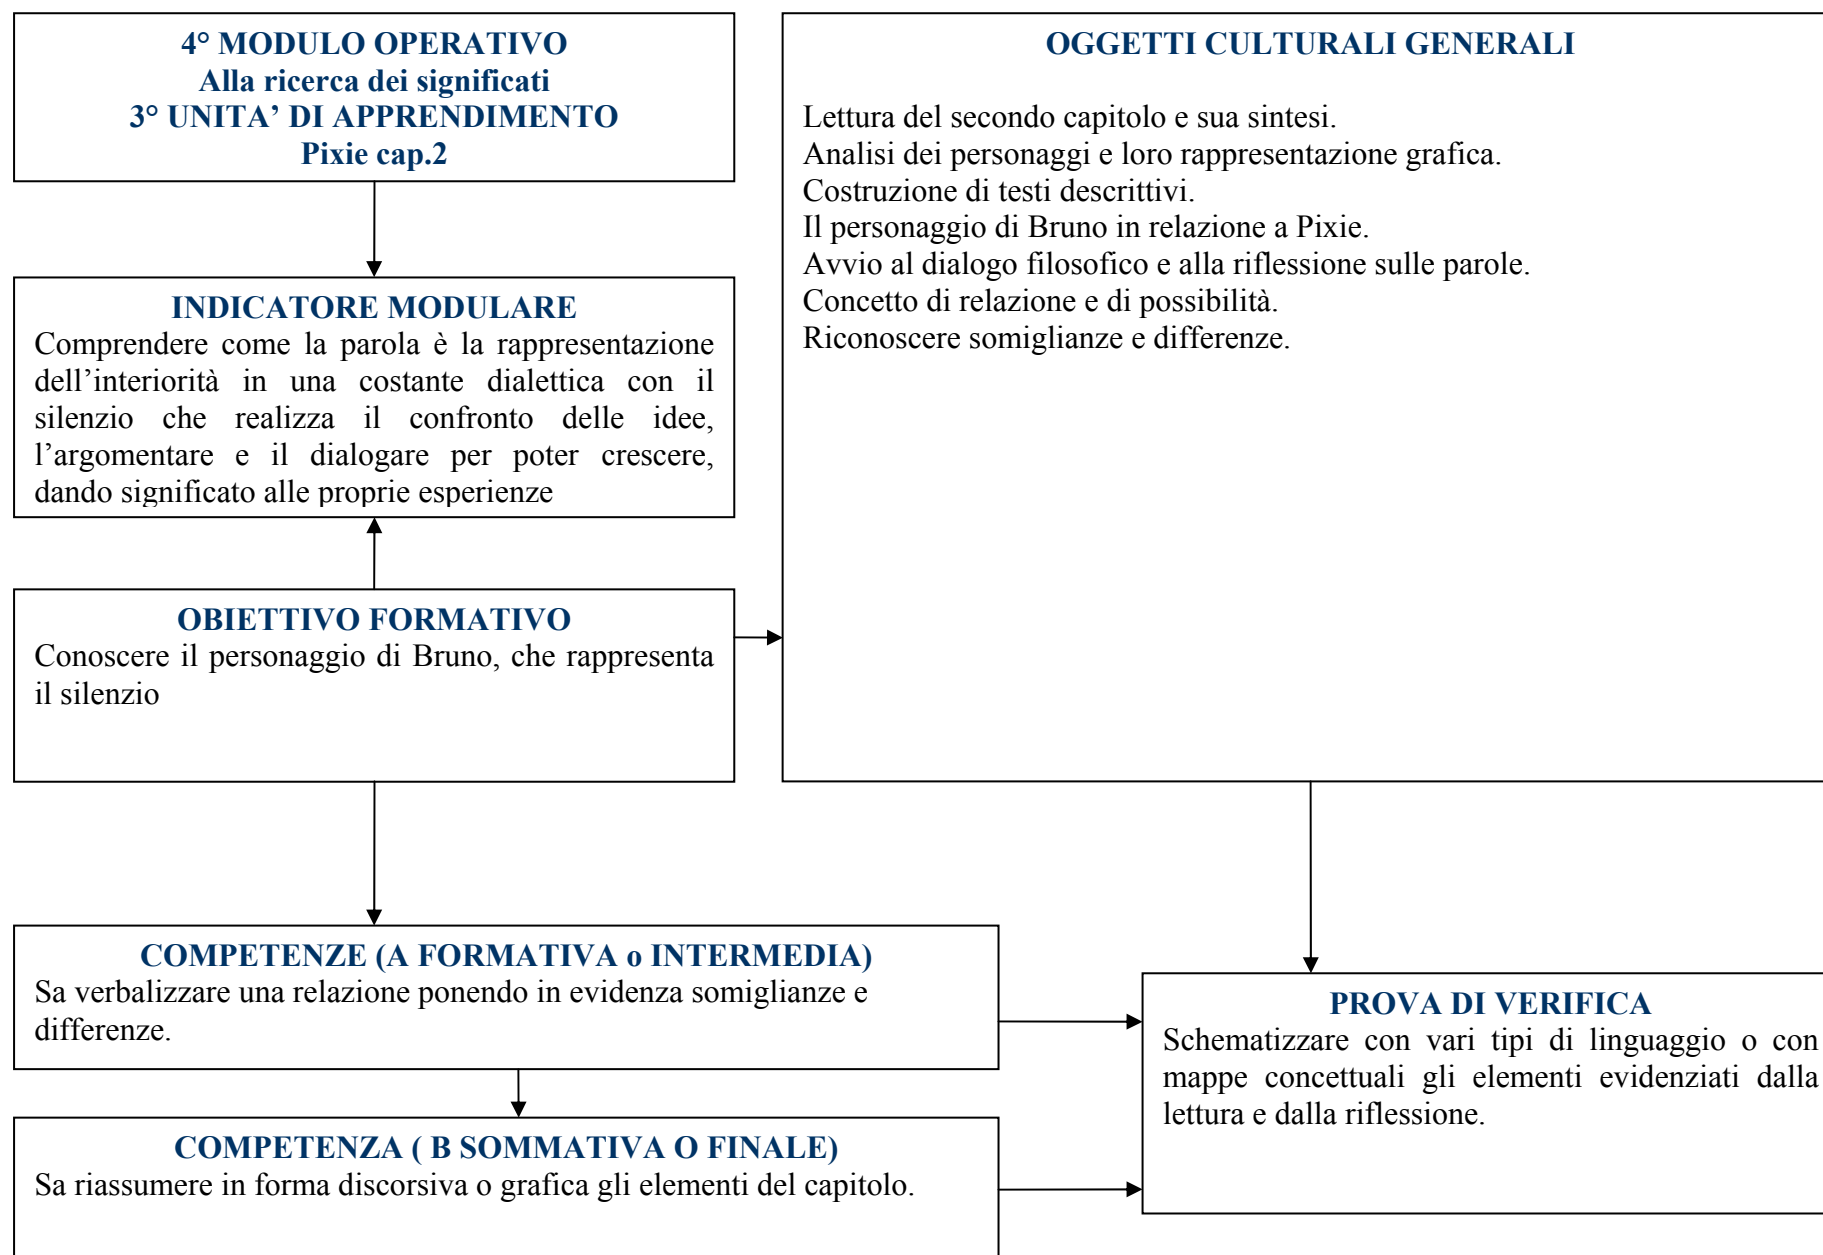 4° MODULO OPERATIVO
Alla ricerca dei significati
3° UNITA’ DI APPRENDIMENTO
Pixie cap.2
INDICATORE MODULARE
Comprendere come la parola è la rappresentazione
dell’interiorità in una costante dialettica con il
silenzio che realizza il confronto delle idee,
l’argomentare e il dialogare per poter crescere,
dando significato alle proprie esperienze
OBIETTIVO FORMATIVO
Conoscere il personaggio di Bruno, che rappresenta
il silenzio
OGGETTI CULTURALI GENERALI
Lettura del secondo capitolo e sua sintesi.
Analisi dei personaggi e loro rappresentazione grafica.
Costruzione di testi descrittivi.
Il personaggio di Bruno in relazione a Pixie.
Avvio al dialogo filosofico e alla riflessione sulle parole.
Concetto di relazione e di possibilità.
Riconoscere somiglianze e differenze.
COMPETENZE (A FORMATIVA o INTERMEDIA)
Sa verbalizzare una relazione ponendo in evidenza somiglianze e
differenze.
COMPETENZA ( B SOMMATIVA O FINALE)
Sa riassumere in forma discorsiva o grafica gli elementi del capitolo.
PROVA DI VERIFICA
Schematizzare con vari tipi di linguaggio o con
mappe concettuali gli elementi evidenziati dalla
lettura e dalla riflessione.